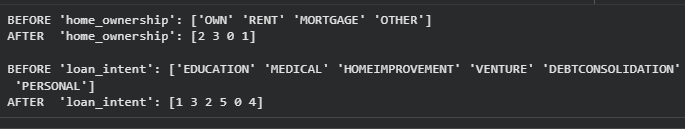 BEFORE 'home_ownership': ['OWN' 'RENT' 'MORTGAGE' 'OTHER']
AFTER  'home_ownership': [2 3 0 1]
BEFORE 'loan_intent': ['EDUCATION' 'MEDICAL' 'HOMEIMPROVEMENT' 'VENTURE' 'DEBTCONSOLIDATION'
 'PERSONAL']
AFTER  'loan_intent': [1 3 2 5 0 4]